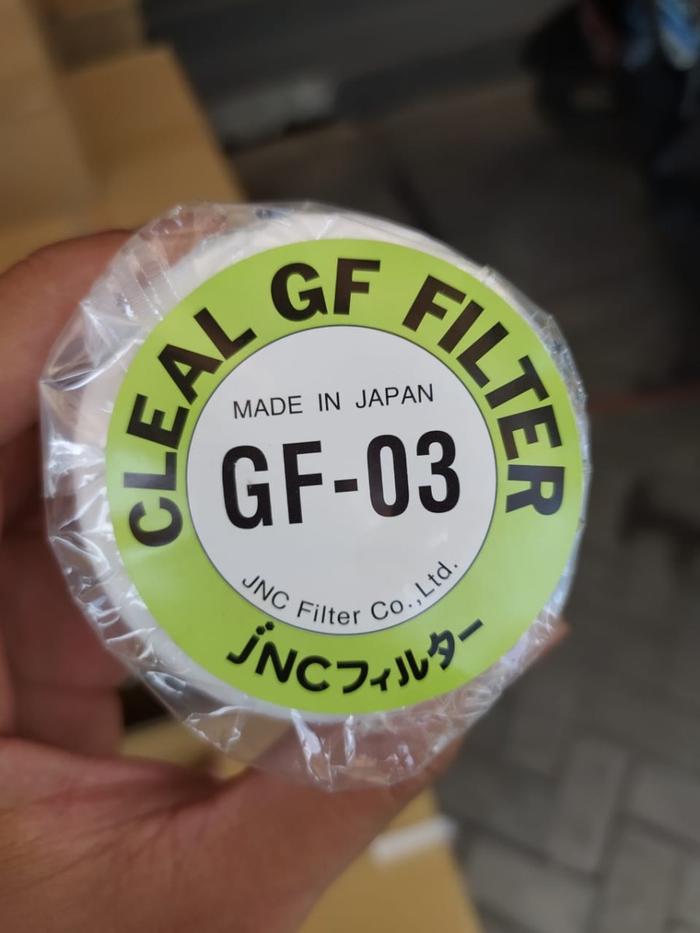 CLEAL GF FILTER
MADE IN JAPAN
GF-03
JNC Filter Co.,Ltd.
JNCフィルター